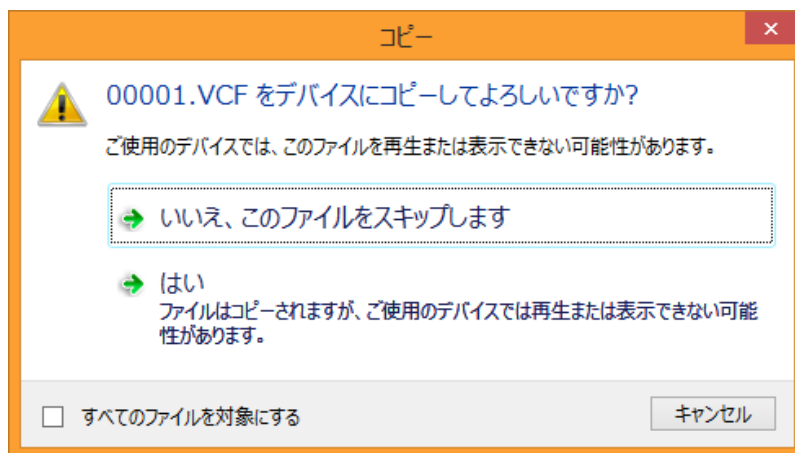 コピー
00001.VCF をデバイスにコピーしてよろしいですか?
ご使用のデバイスでは、このファイルを再生または表示できない可能性があります。
いいえ、このファイルをスキップします
はい
ファイルはコピーされますが、ご使用のデバイスでは再生または表示できない可能
性があります。
すべてのファイルを対象にする
キャンセル